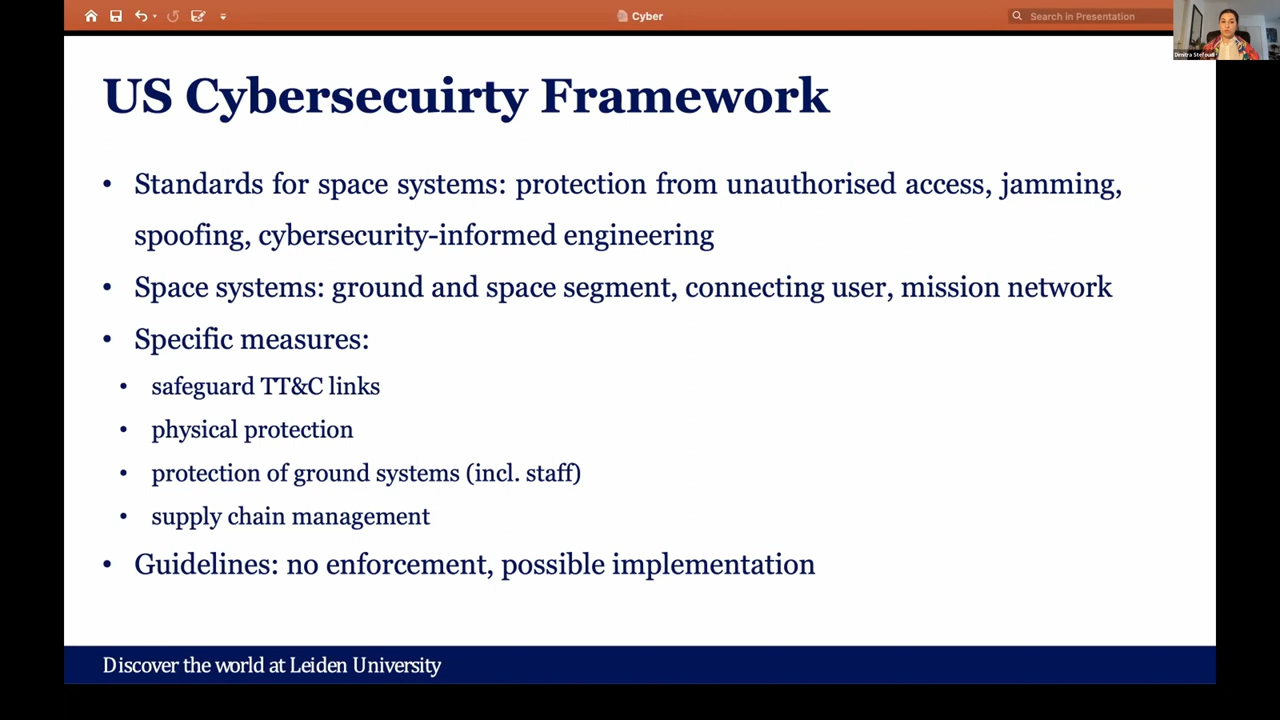 Cyber
Search in Presentation
Dimitra Stefoudi
US Cybersecuirty Framework
• Standards for space systems: protection from unauthorised access, jamming,
spoofing, cybersecurity-informed engineering
• Space systems: ground and space segment, connecting user, mission network
• Specific measures:
• safeguard TT&C links
• physical protection
• protection of ground systems (incl. staff)
• supply chain management
• Guidelines: no enforcement, possible implementation
Discover the world at Leiden University